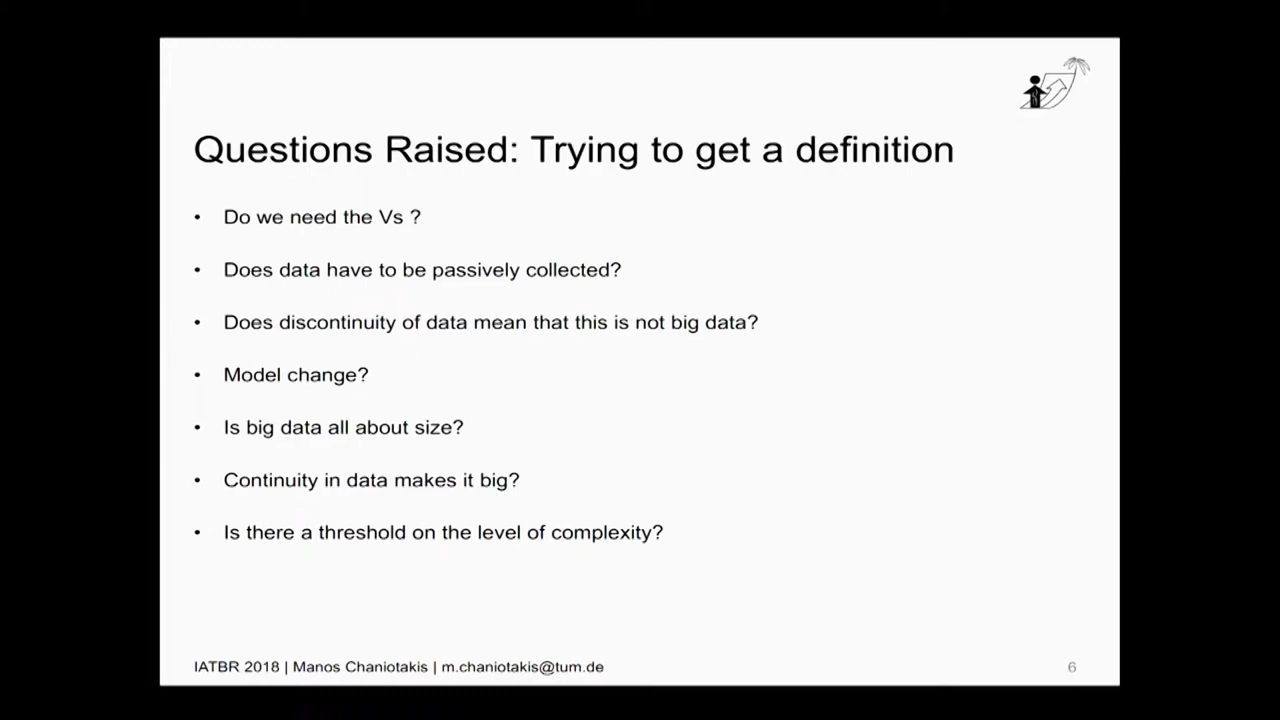 Questions Raised: Trying to get a definition
• Do we need the Vs ?
• Does data have to be passively collected?
• Does discontinuity of data mean that this is not big data?
• Model change?
• Is big data all about size?
• Continuity in data makes it big?
• Is there a threshold on the level of complexity?
IATBR 2018 | Manos Chaniotakis | m.chaniotakis@tum.de
6